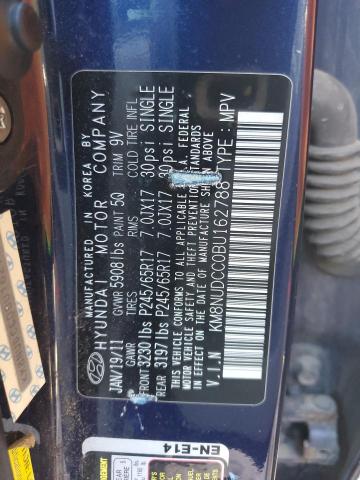 MANUFACTURED IN KOREA BY
HYUNDAI MOTOR COMPANY
JAN/19/11 PAINT 5Q TRIM 9V
GVWR 5908 lbs
GAWR TIRES RIMS COLD TIRE INFL
FRONT 3230 lbs P245/65R17 7.0JX17 30psi SINGLE
REAR 3197 lbs P245/65R17 7.0JX17 30psi SINGLE
THIS VEHICLE CONFORMS TO ALL APPLICABLE U.S.A. FEDERAL
MOTOR VEHICLE SAFETY AND THEFT PREVENTION STANDARDS
IN EFFECT ON THE DATE OF MANUFACTURE SHOWN ABOVE
V.I.N KM8NUDCC0BU162788 TYPE : MPV
EN-E14